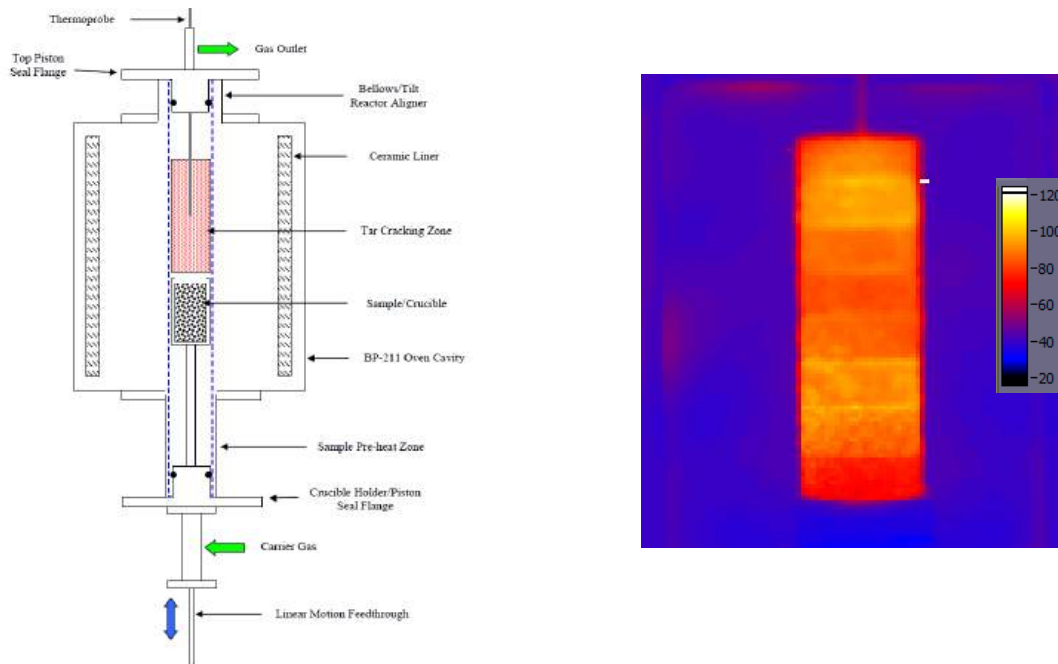 Thermoprobe
Gas Outlet
Top Piston
Seal Flange
Bellows/Tilt
Reactor Aligner
Ceramic Liner
Tar Cracking Zone
Sample/Crucible
BP-211 Oven Cavity
Sample Pre-heat Zone
Crucible Holder/Piston
Seal Flange
Carrier Gas
Linear Motion Feedthrough
120
100
80
60
40
20